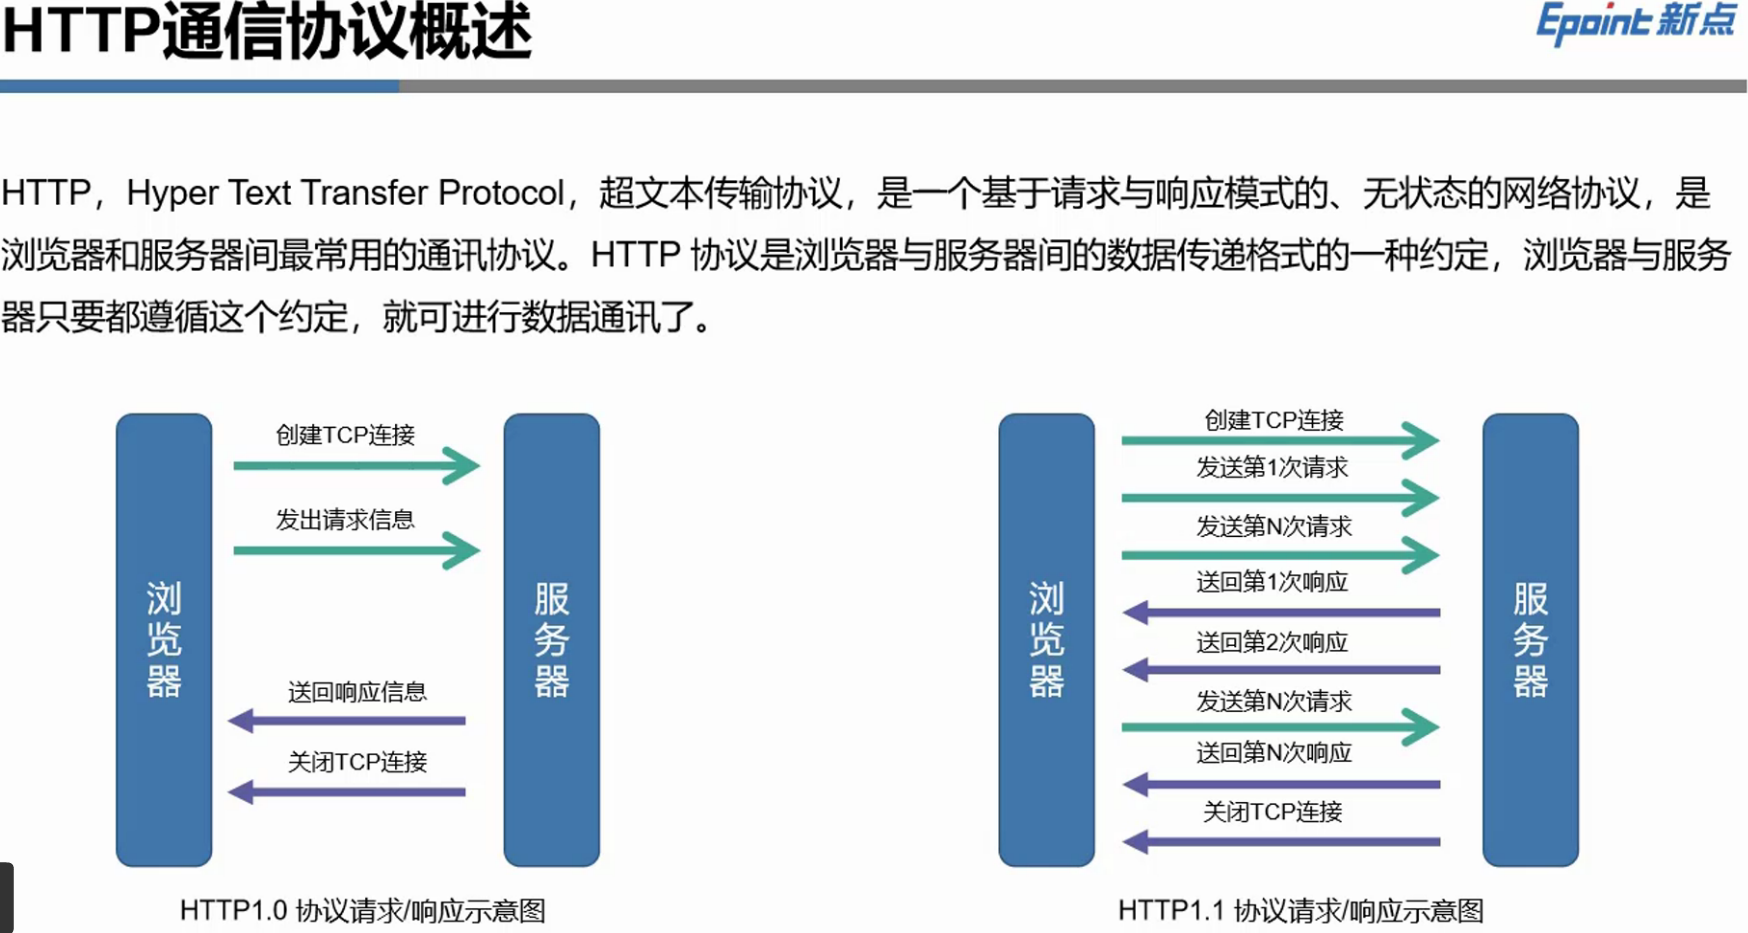 HTTP通信协议概述
Epoint 新点
HTTP，Hyper Text Transfer Protocol，超文本传输协议，是一个基于请求与响应模式的、无状态的网络协议，是
浏览器和服务器间最常用的通讯协议。HTTP 协议是浏览器与服务器间的数据传递格式的一种约定，浏览器与服务
器只要都遵循这个约定，就可进行数据通讯了。
浏览器
创建TCP连接
发出请求信息
送回响应信息
关闭TCP连接
服务器
HTTP1.0 协议请求/响应示意图
浏览器
创建TCP连接
发送第1次请求
发送第N次请求
送回第1次响应
送回第2次响应
发送第N次请求
送回第N次响应
关闭TCP连接
服务器
HTTP1.1 协议请求/响应示意图